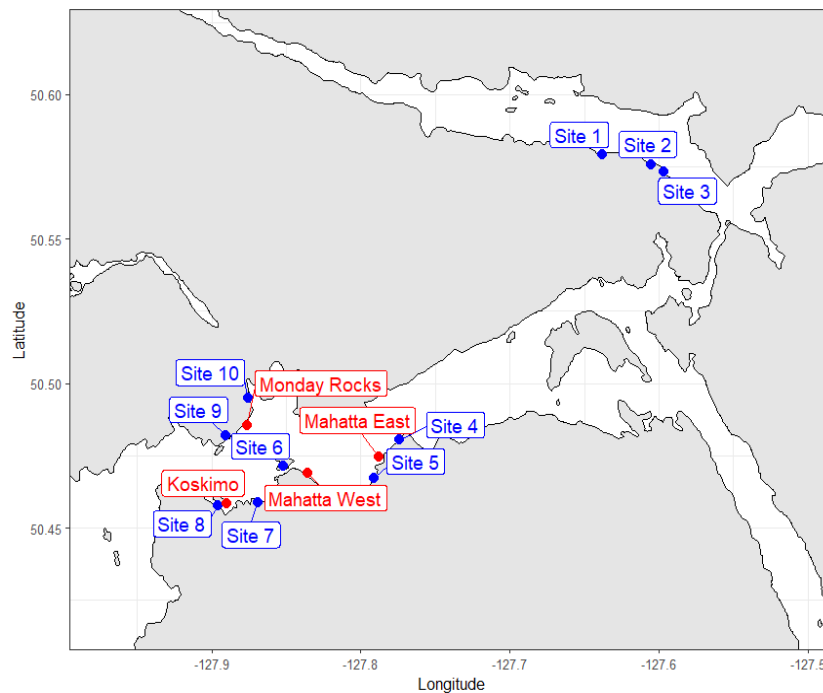 50.60
Site 1
Site 2
Site 3
50.55
Latitude
50.50
Site 10
Monday Rocks
Site 9
Mahatta East
Site 4
Site 6
Site 5
Koskimo
Mahatta West
Site 8
Site 7
50.45
-127.9
-127.8
-127.7
-127.6
-127.5
Longitude